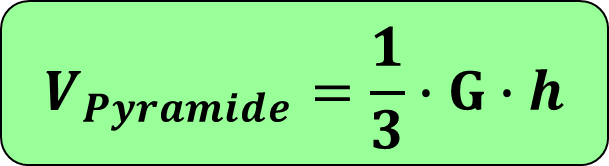 V_Pyramide = 1/3 · G · h